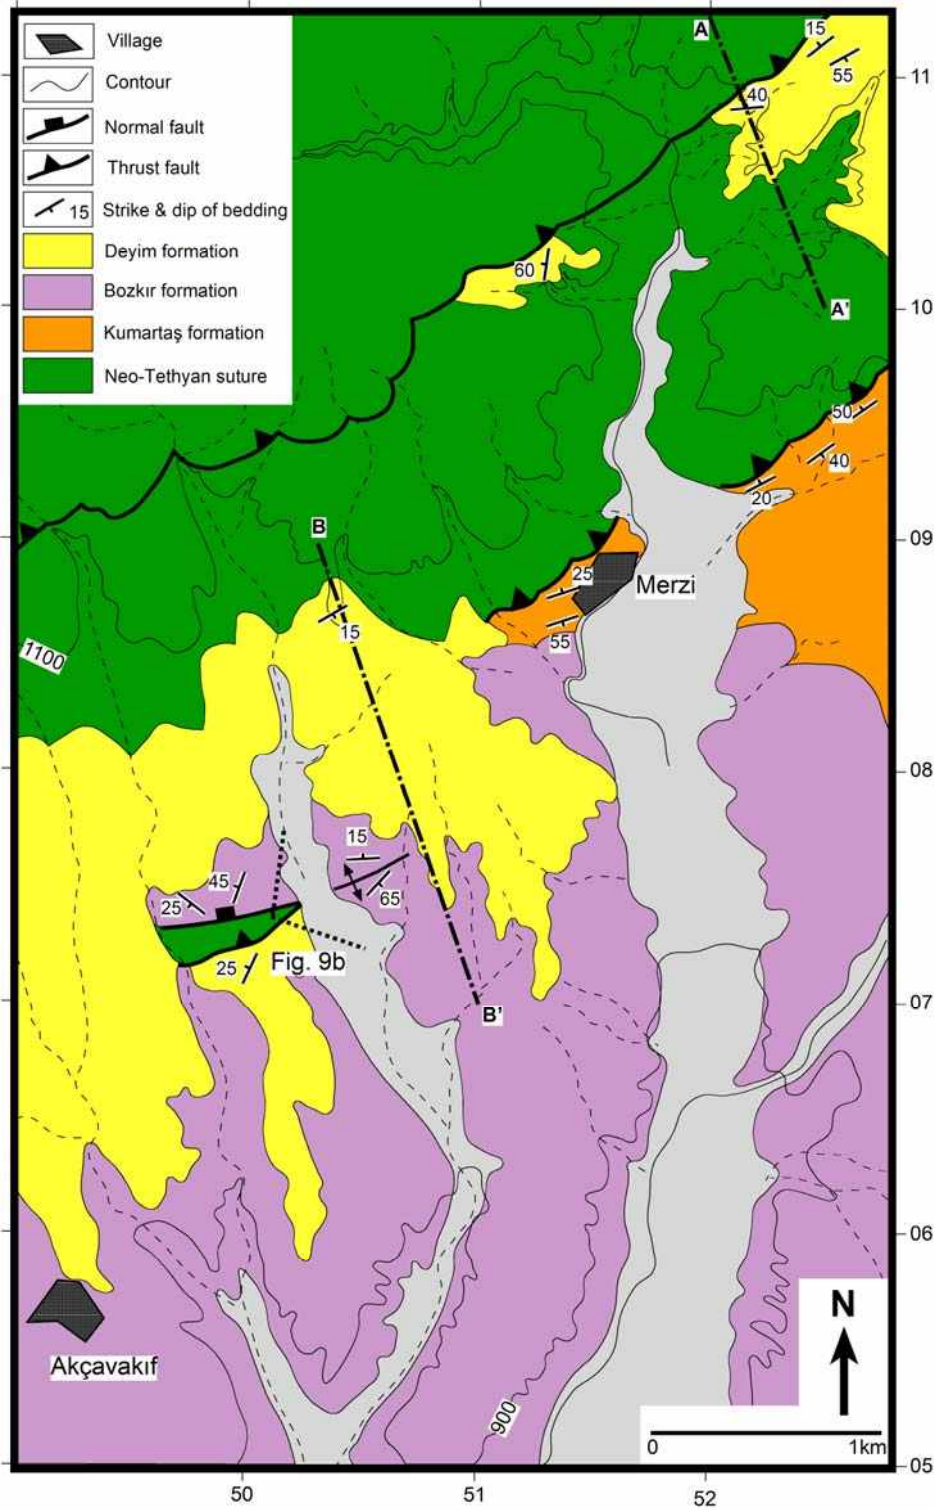 Village
Contour
Normal fault
Thrust fault
15 Strike & dip of bedding
Deyim formation
Bozkır formation
Kumartaş formation
Neo-Tethyan suture
A
15
55
40
11
60
A'
10
50
40
20
B
09
25
Merzi
15
55
1100
08
15
45
65
25
25
Fig. 9b
B'
07
06
Akçavakıf
N
900
0
1km
05
50
51
52